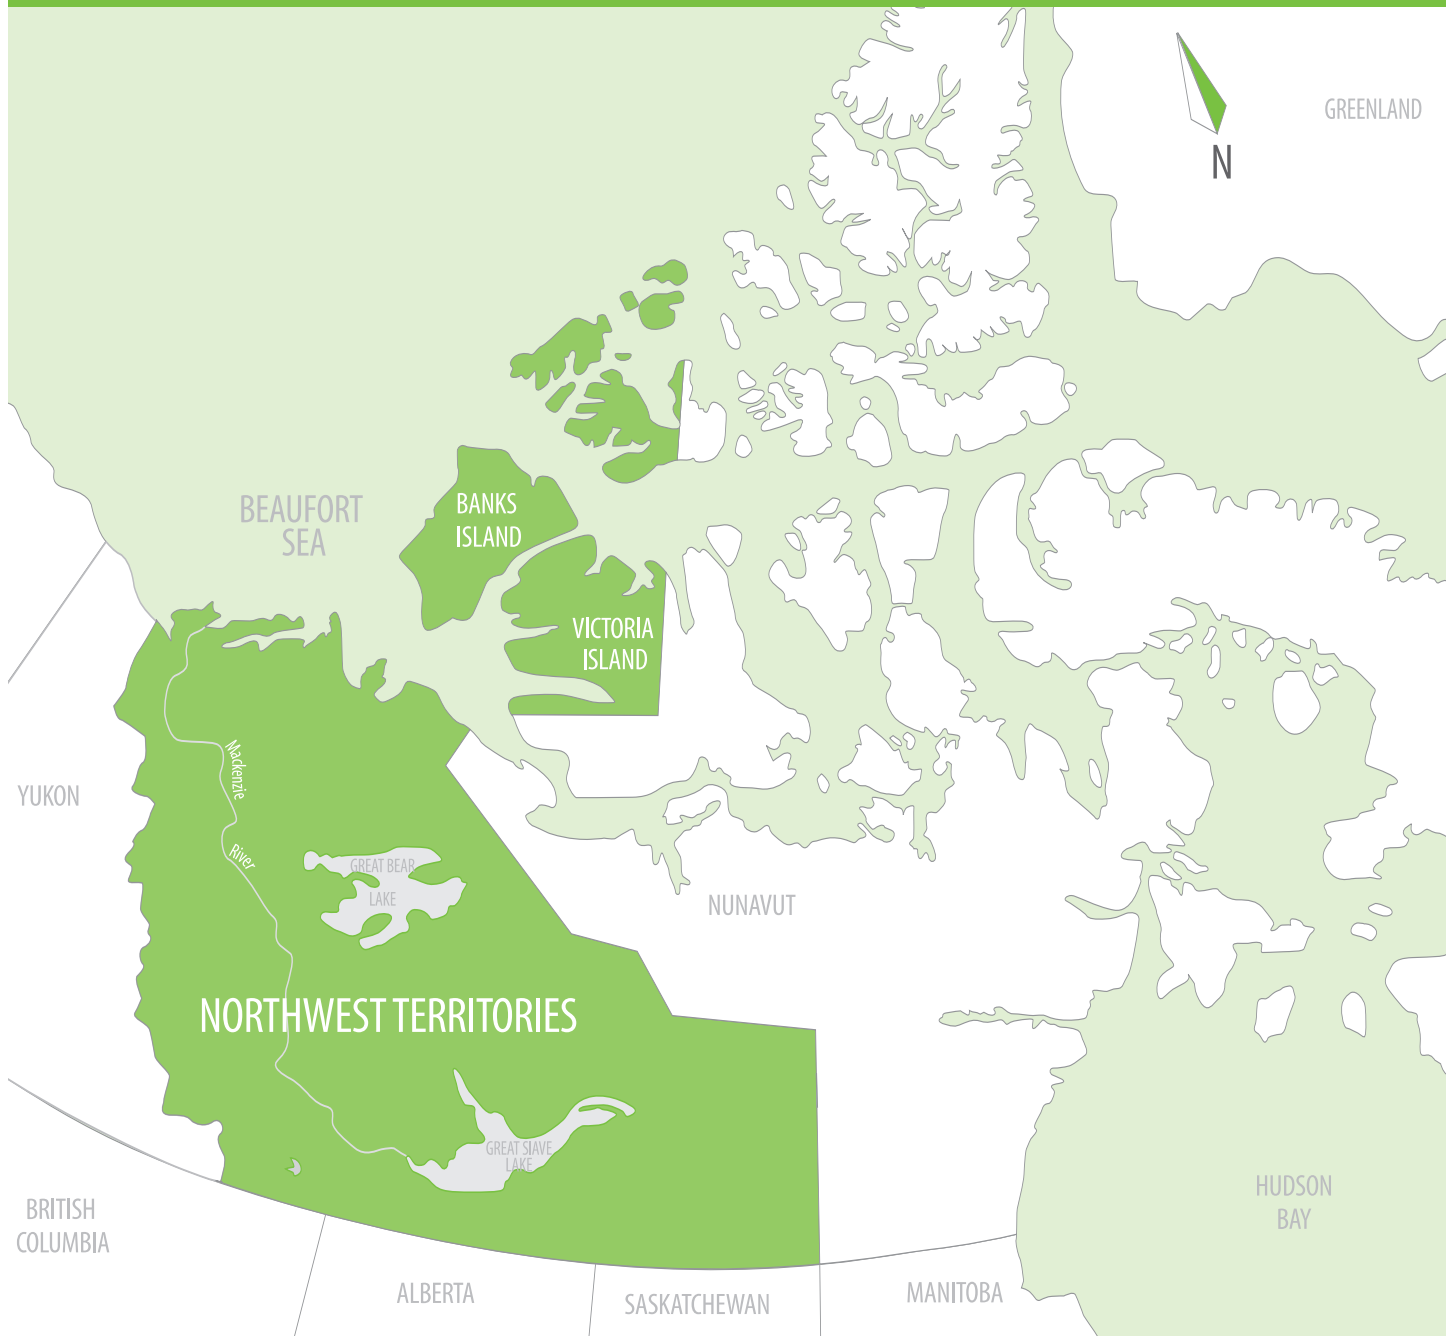 GREENLAND
N
BEAUFORT
SEA
BANKS
ISLAND
VICTORIA
ISLAND
Mackenzie
River
YUKON
GREAT BEAR
LAKE
NUNAVUT
NORTHWEST TERRITORIES
GREAT SIAVE
LAKE
HUDSON
BAY
BRITISH
COLUMBIA
ALBERTA
SASKATCHEWAN
MANITOBA